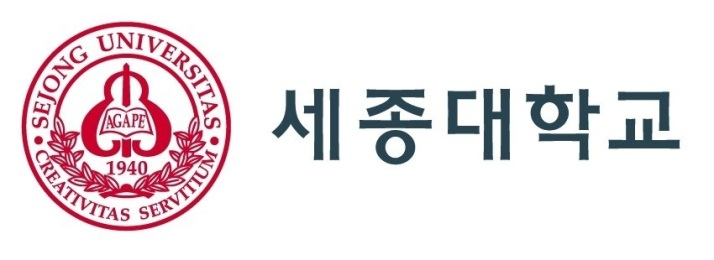 SEJONG UNIVERSITAS
AGAPE
1940
CREATIVITAS SERVITIUM
세종대학교